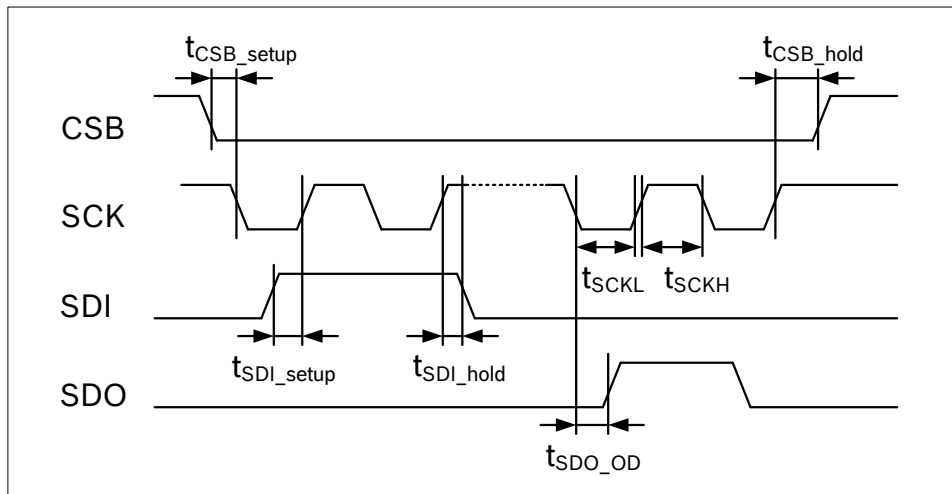 tCSB_setup
tCSB_hold
CSB
SCK
tSCKL
tSCKH
SDI
tSDI_setup
tSDI_hold
SDO
tSDO_OD